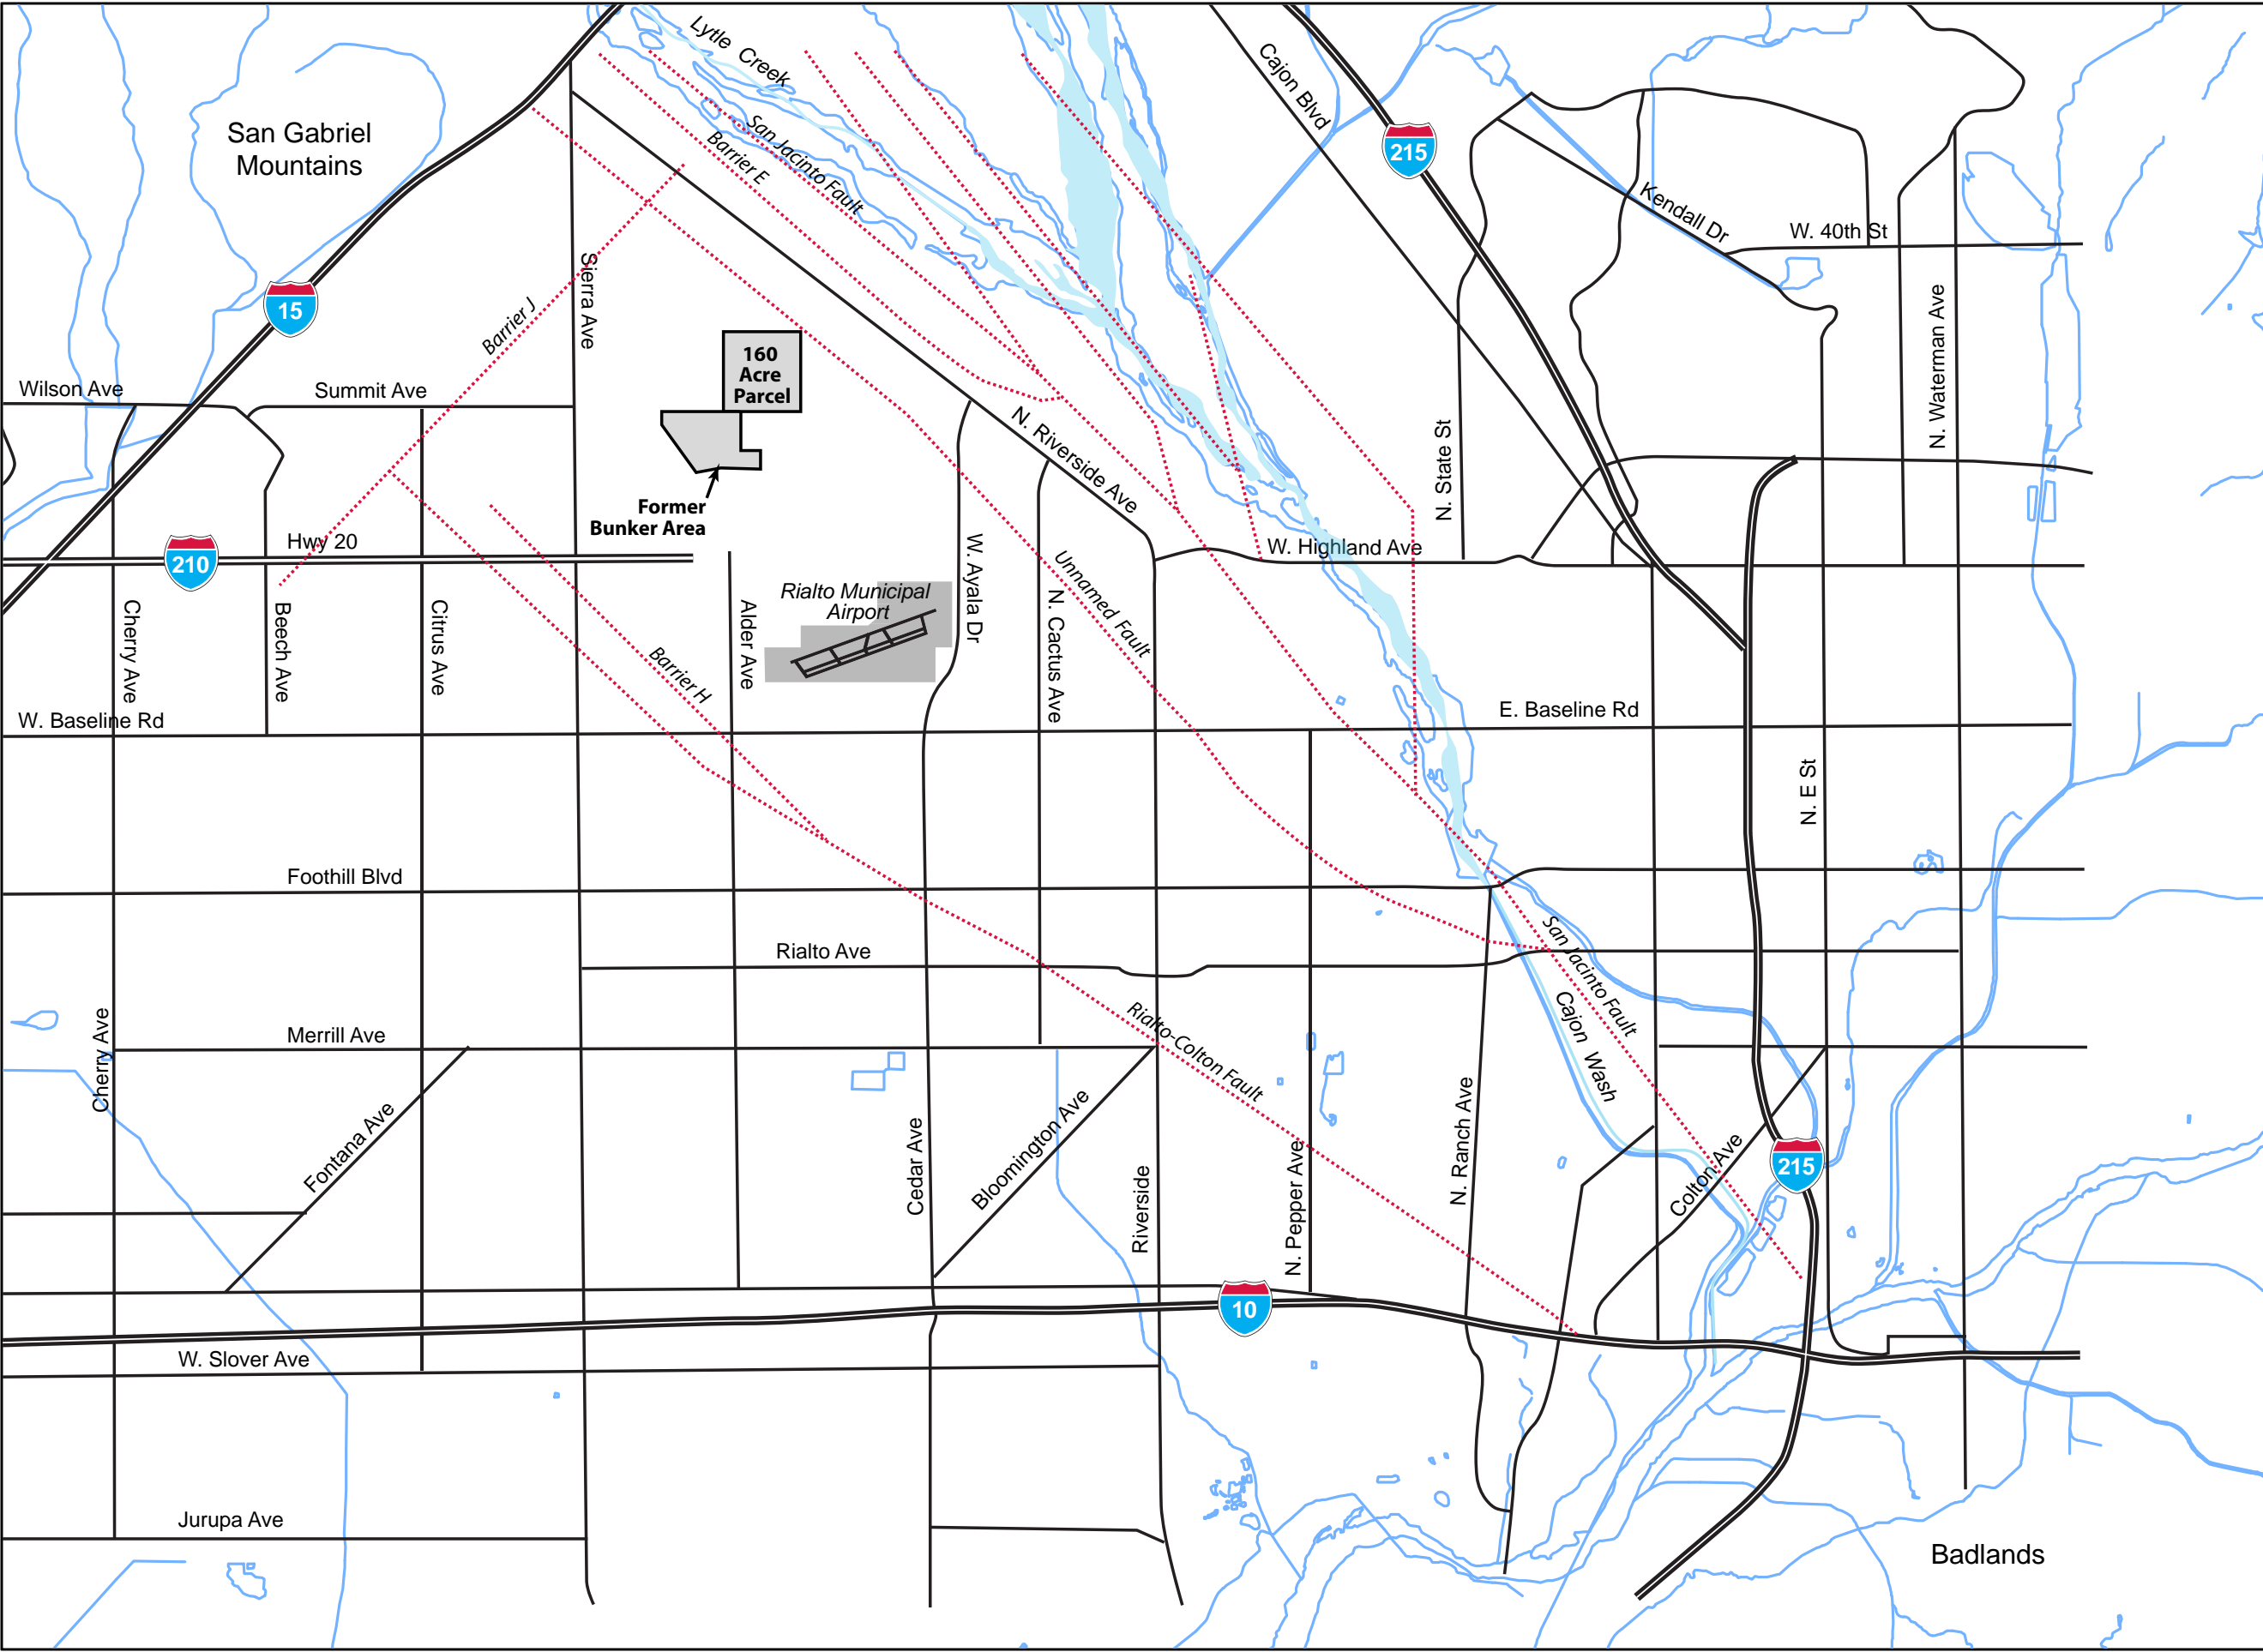 Lytle Creek
Cajon Blvd
San Gabriel
Mountains
215
San Jacinto Fault
Barrier E
Kendall Dr
W. 40th St
Sierra Ave
15
Barrier J
N. Waterman Ave
160
Acre
Parcel
Wilson Ave
Summit Ave
N. Riverside Ave
N. State St
Former
Bunker Area
Hwy 20
210
W. Highland Ave
W. Ayala Dr
Unnamed Fault
Rialto Municipal
Airport
Cherry Ave
Beech Ave
Citrus Ave
Alder Ave
N. Cactus Ave
Barrier H
W. Baseline Rd
E. Baseline Rd
N. E St
Foothill Blvd
Rialto Ave
San Jacinto Fault
Cajon Wash
Cherry Ave
Merrill Ave
Rialto-Colton Fault
Fontana Ave
Cedar Ave
Bloomington Ave
Riverside
N. Pepper Ave
N. Ranch Ave
Colton Ave
215
10
W. Slover Ave
Jurupa Ave
Badlands